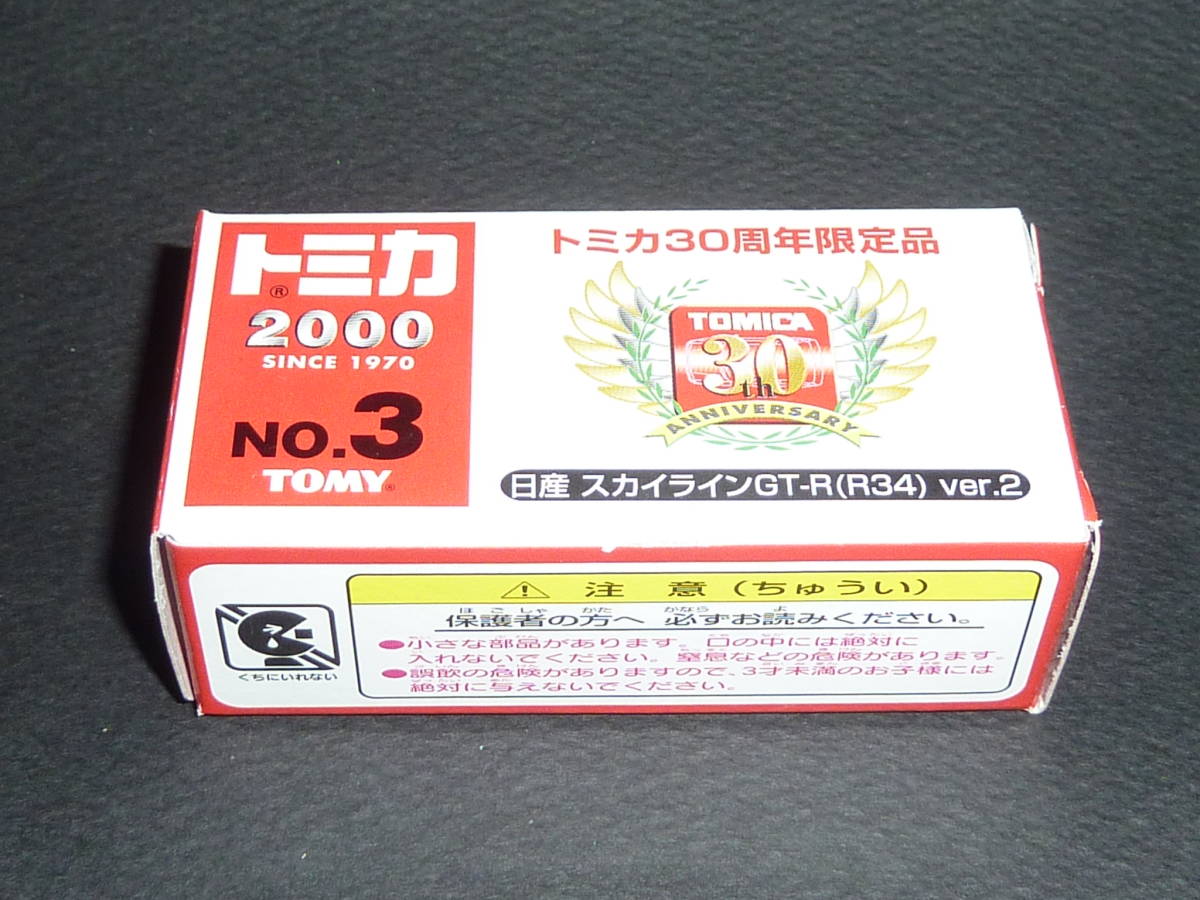 トミカ
®
2000
SINCE 1970
NO.3
TOMY®
トミカ30周年限定品
TOMICA
30th
ANNIVERSARY
日産 スカイラインGT-R(R34) ver.2
くちにいれない
注意(ちゅうい)
ほごしゃ かた かなら よ
保護者の方へ 必ずお読みください。
●小さな部品があります。口の中には絶対に
入れないでください。窒息などの危険があります。
●誤飲の危険がありますので、3才未満のお子様には
絶対に与えないでください。